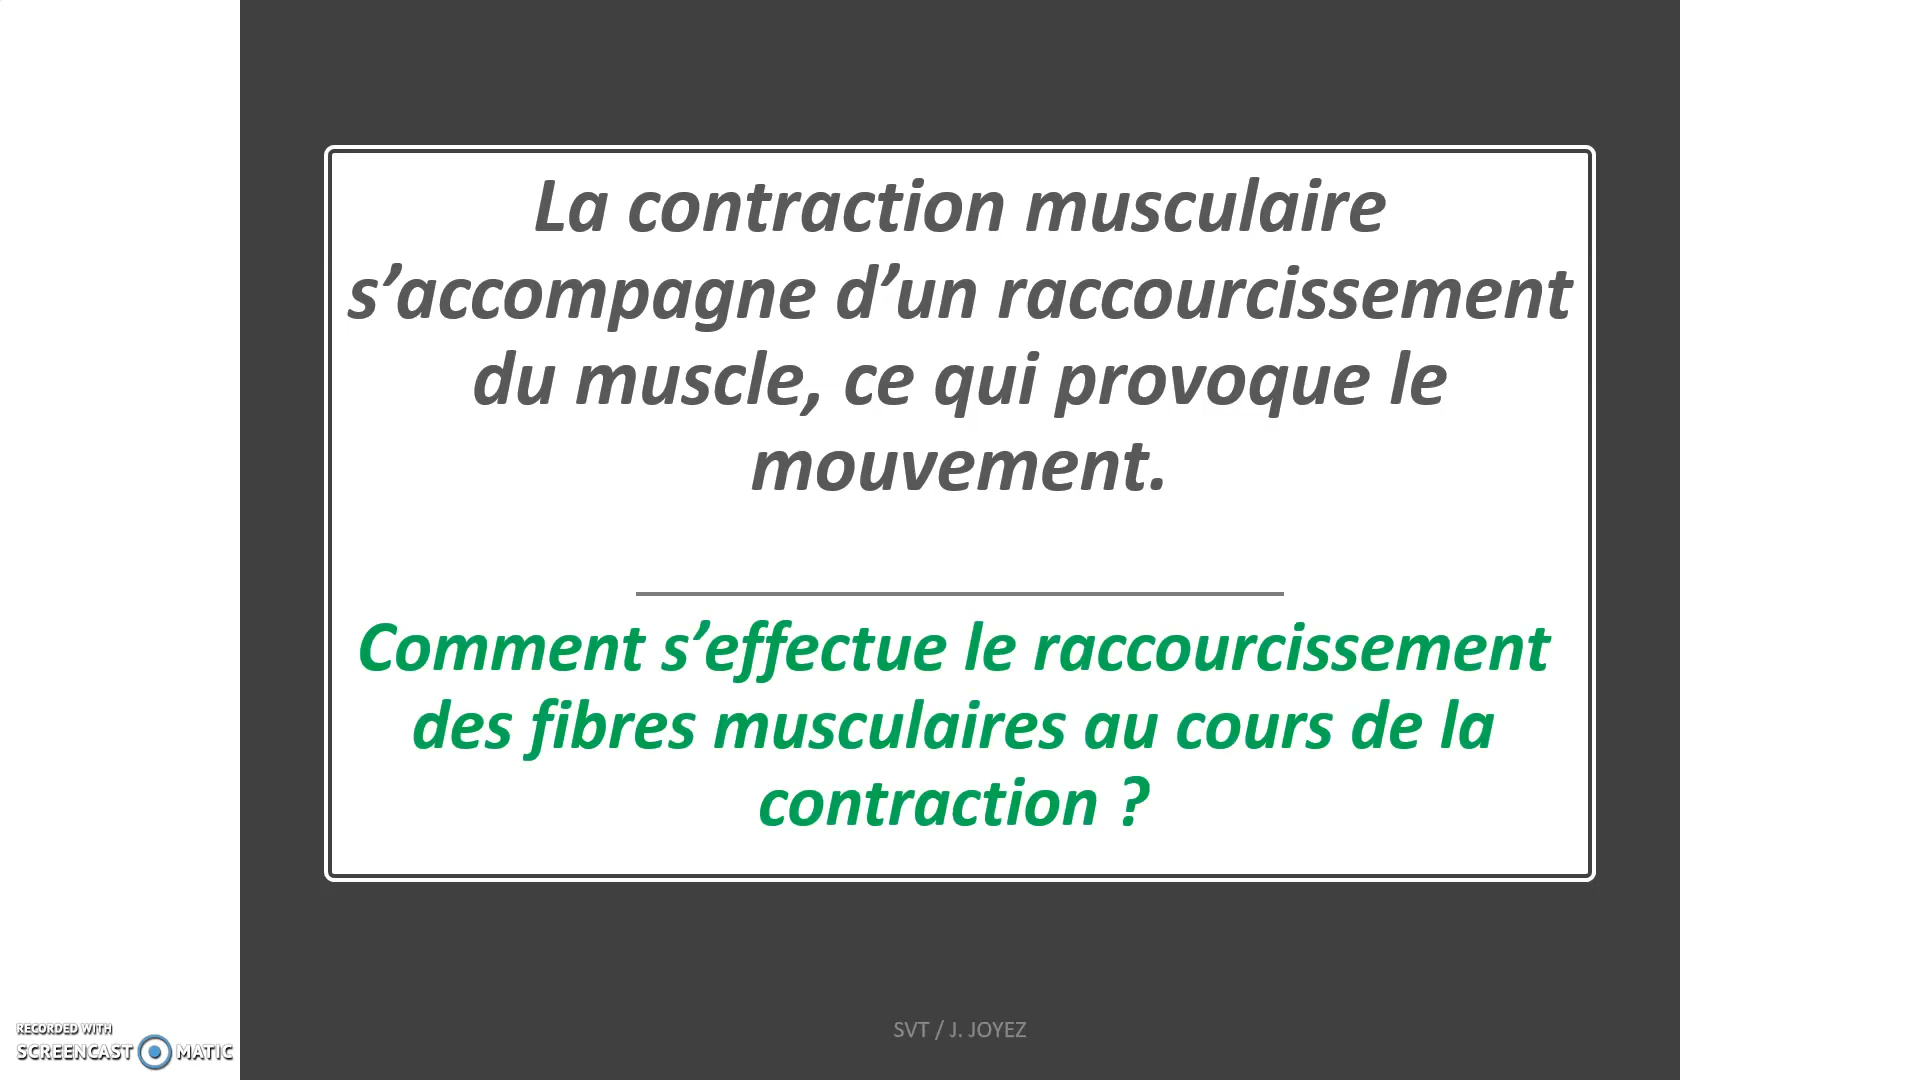 La contraction musculaire
s’accompagne d’un raccourcissement
du muscle, ce qui provoque le
mouvement.
Comment s’effectue le raccourcissement
des fibres musculaires au cours de la
contraction ?
SVT / J. JOYEZ
RECORDED WITH
SCREENCAST MATIC